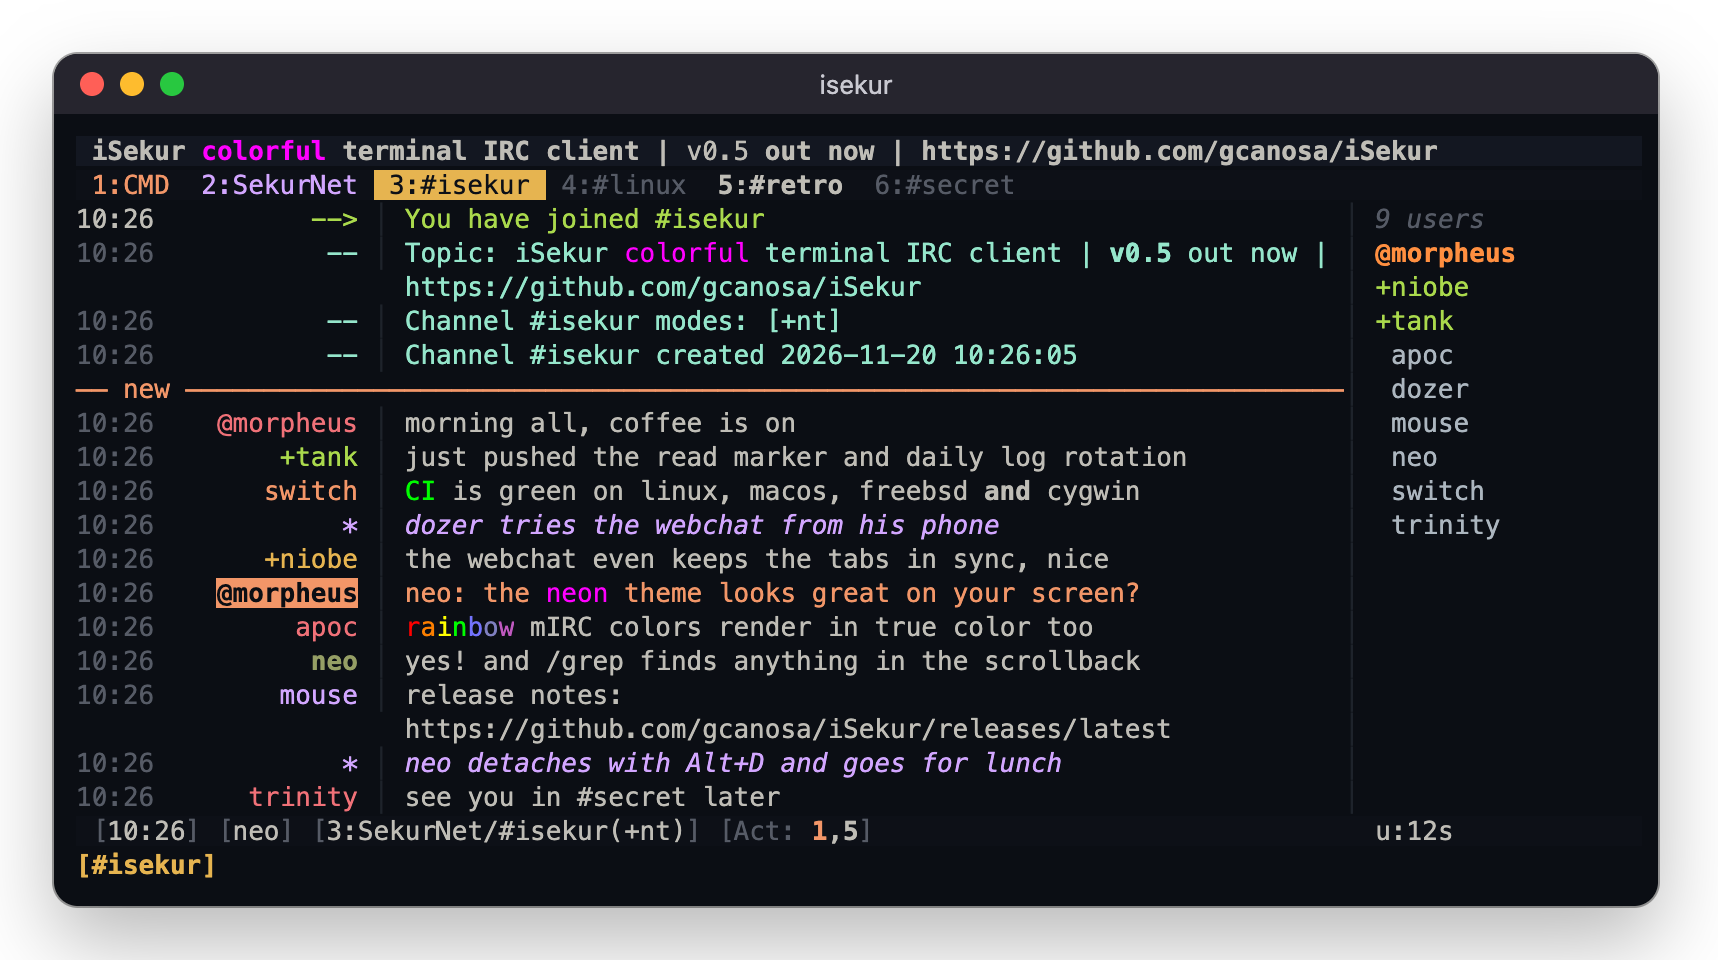 isekur
iSekur colorful terminal IRC client | v0.5 out now | https://github.com/gcanosa/iSekur
1:CMD 2:SekurNet 3:#isekur 4:#linux 5:#retro 6:#secret
10:26 --> You have joined #isekur
10:26 -- Topic: iSekur colorful terminal IRC client | v0.5 out now |
https://github.com/gcanosa/iSekur
10:26 -- Channel #isekur modes: [+nt]
10:26 -- Channel #isekur created 2026-11-20 10:26:05
── new ──
10:26 @morpheus morning all, coffee is on
10:26 +tank just pushed the read marker and daily log rotation
10:26 switch CI is green on linux, macos, freebsd and cygwin
10:26 * dozer tries the webchat from his phone
10:26 +niobe the webchat even keeps the tabs in sync, nice
10:26 @morpheus neo: the neon theme looks great on your screen?
10:26 apoc rainbow mIRC colors render in true color too
10:26 neo yes! and /grep finds anything in the scrollback
10:26 mouse release notes:
https://github.com/gcanosa/iSekur/releases/latest
10:26 * neo detaches with Alt+D and goes for lunch
10:26 trinity see you in #secret later
9 users
@morpheus
+niobe
+tank
apoc
dozer
mouse
neo
switch
trinity
[10:26] [neo] [3:SekurNet/#isekur(+nt)] [Act: 1,5] u:12s
[#isekur]